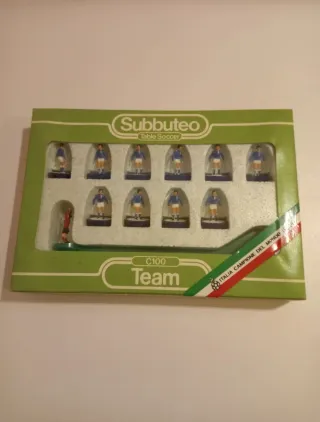 Subbuteo
Table Soccer
C100
Team
ITALIA CAMPIONE DEL MONDO